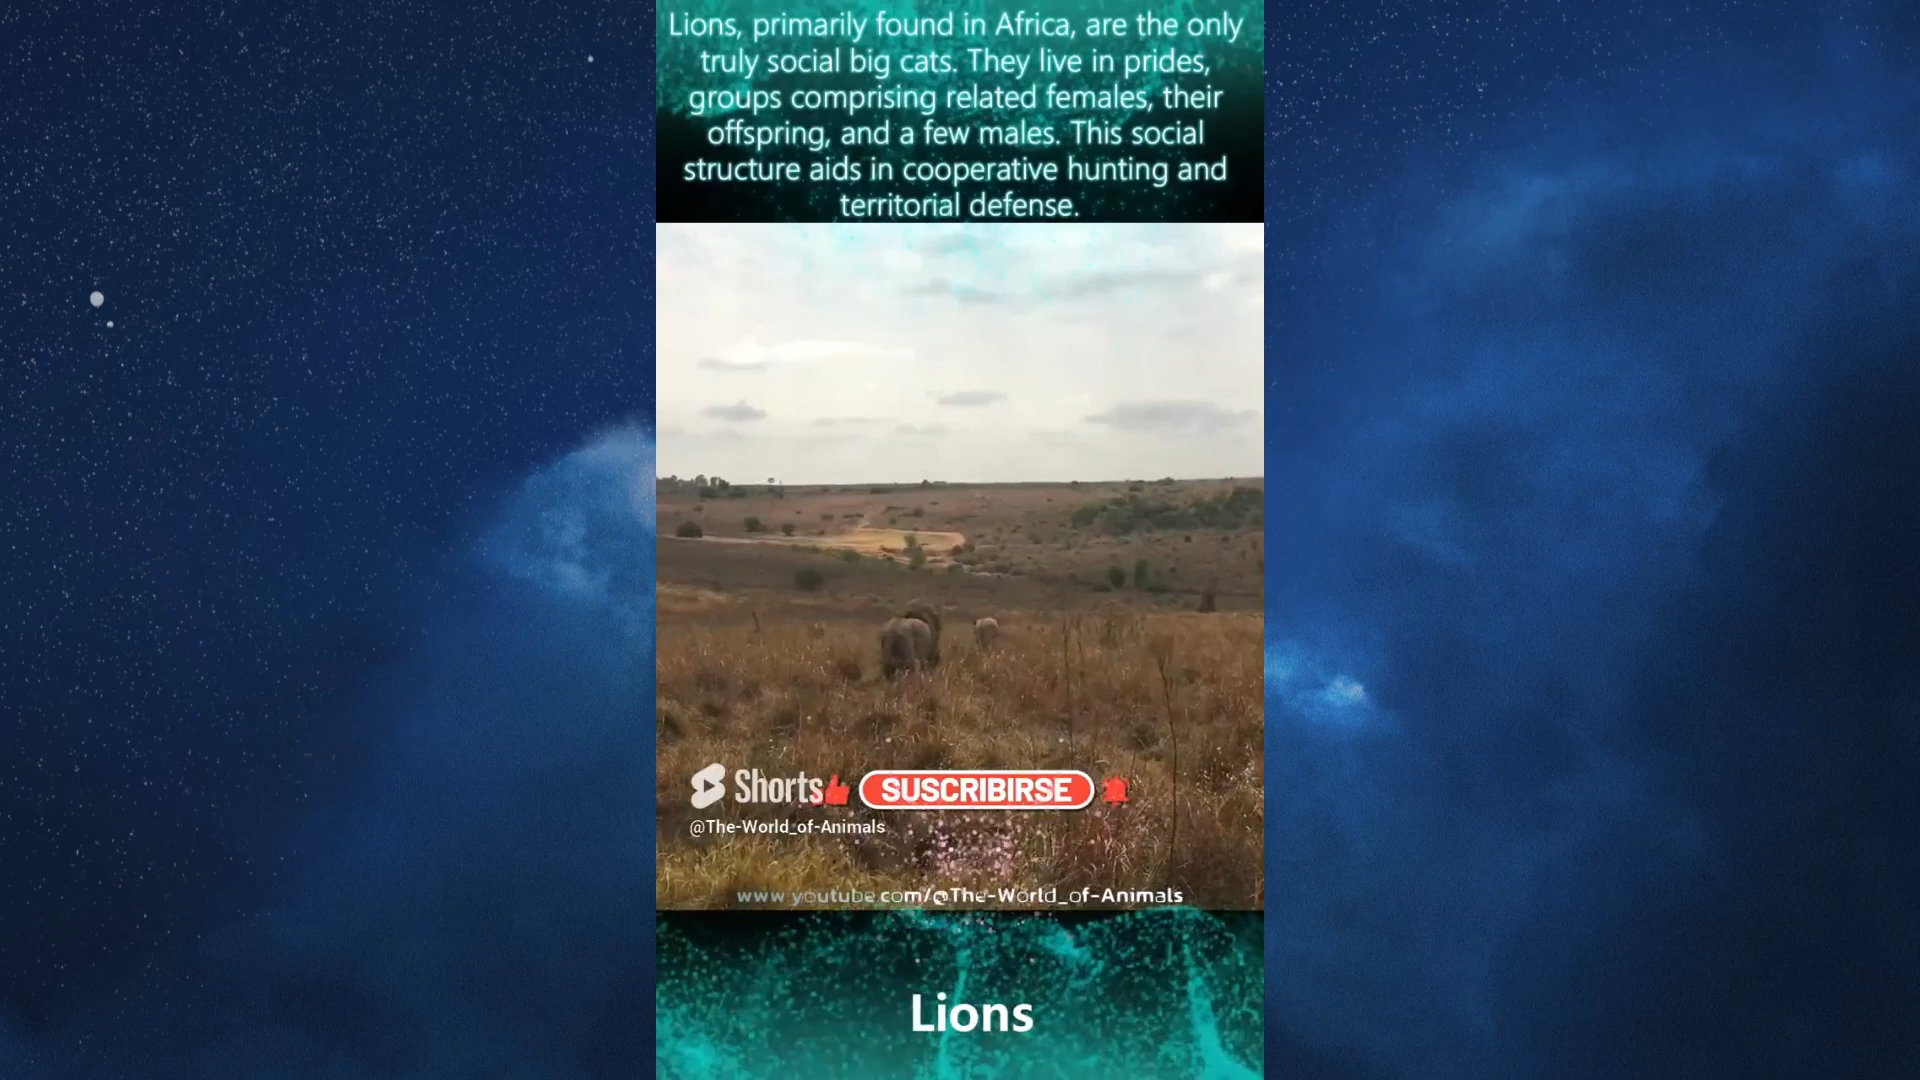 Lions, primarily found in Africa, are the only
truly social big cats. They live in prides,
groups comprising related females, their
offspring, and a few males. This social
structure aids in cooperative hunting and
territorial defense.
Shorts SUSCRIBIRSE
@The-World_of-Animals
www youtube.com/@The-World_of-Animals
Lions